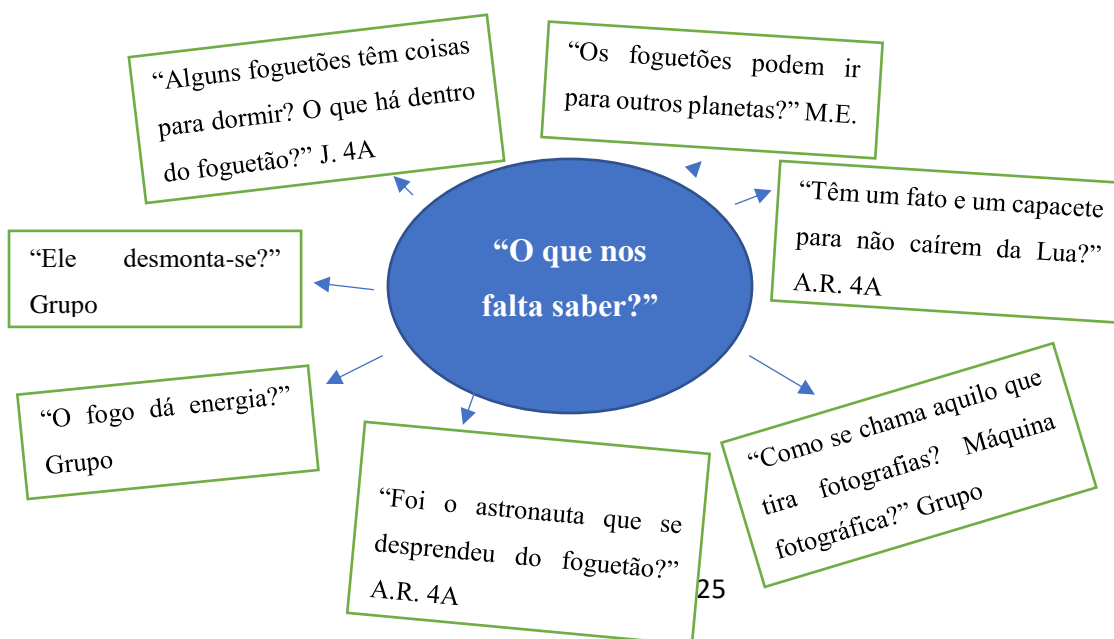 “Alguns foguetões têm coisas
para dormir? O que há dentro
do foguetão?” J. 4A
“Os foguetões podem ir
para outros planetas?” M.E.
“Têm um fato e um capacete
para não caírem da Lua?”
A.R. 4A
“O que nos
falta saber?”
“Ele desmonta-se?”
Grupo
“O fogo dá energia?”
Grupo
“Foi o astronauta que se
desprendeu do foguetão?”
A.R. 4A
“Como se chama aquilo que
tira fotografias? Máquina
fotográfica?” Grupo
25